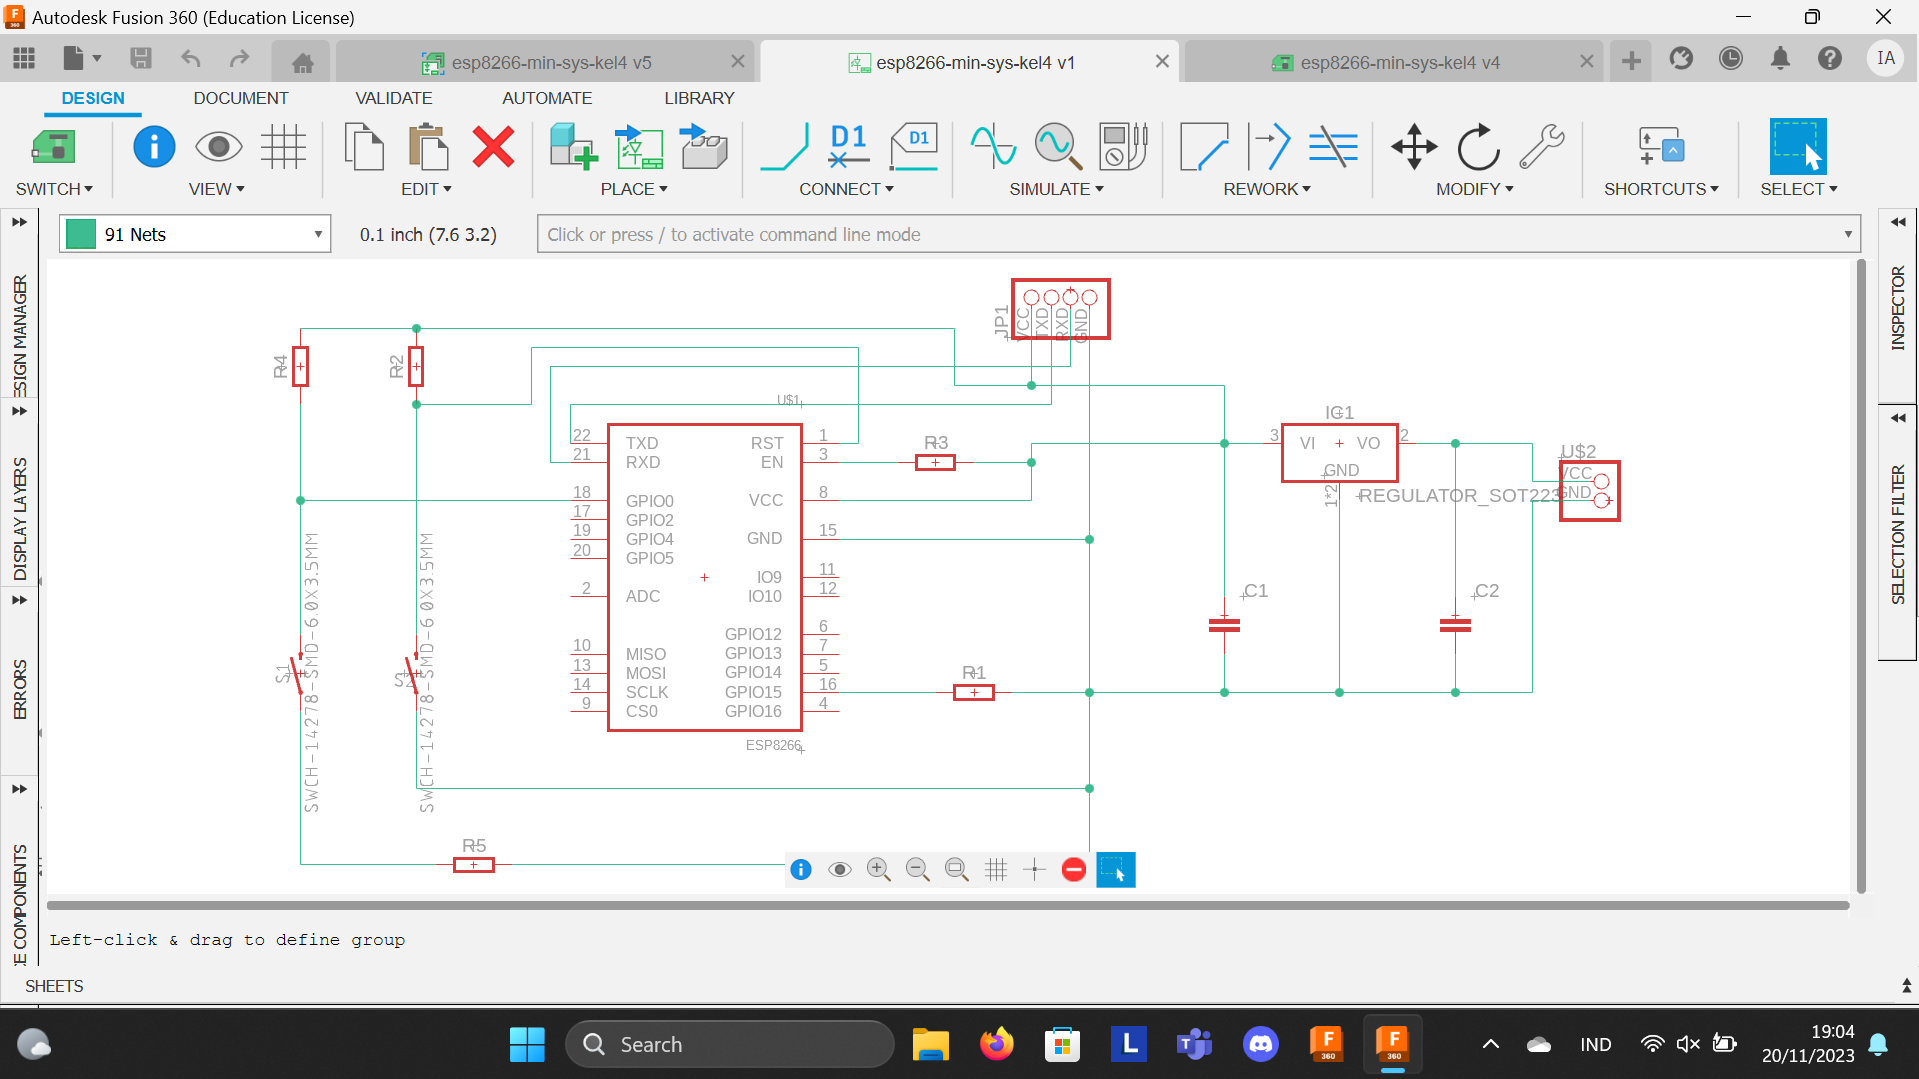 Autodesk Fusion 360 (Education License)
esp8266-min-sys-kel4 v5
esp8266-min-sys-kel4 v1
esp8266-min-sys-kel4 v4
IA
DESIGN
DOCUMENT
VALIDATE
AUTOMATE
LIBRARY
D1
D1
SWITCH
VIEW
EDIT
PLACE
CONNECT
SIMULATE
REWORK
MODIFY
SHORTCUTS
SELECT
91 Nets
0.1 inch (7.6 3.2)
Click or press / to activate command line mode
ESIGN MANAGER
DISPLAY LAYERS
ERRORS
E COMPONENTS
INSPECTOR
SELECTION FILTER
JP1
VCC
TXD
RXD
GND
R4
R2
U$1
22 TXD
21 RXD
18 GPIO0
17 GPIO2
19 GPIO4
20 GPIO5
2 ADC
10 MISO
13 MOSI
14 SCLK
9 CS0
RST 1
EN 3
VCC 8
GND 15
IO9 11
IO10 12
GPIO12 6
GPIO13 7
GPIO14 5
GPIO15 16
GPIO16 4
ESP8266
R3
R1
R5
S1
SWCH-14278-SMD-6.0X3.5MM
S2
SWCH-14278-SMD-6.0X3.5MM
IC1
3 VI VO 2
GND
1*2
REGULATOR_SOT223
U$2
VCC
GND
C1
C2
Left-click & drag to define group
SHEETS
Search
L
F
360
F
360
IND
19:04
20/11/2023